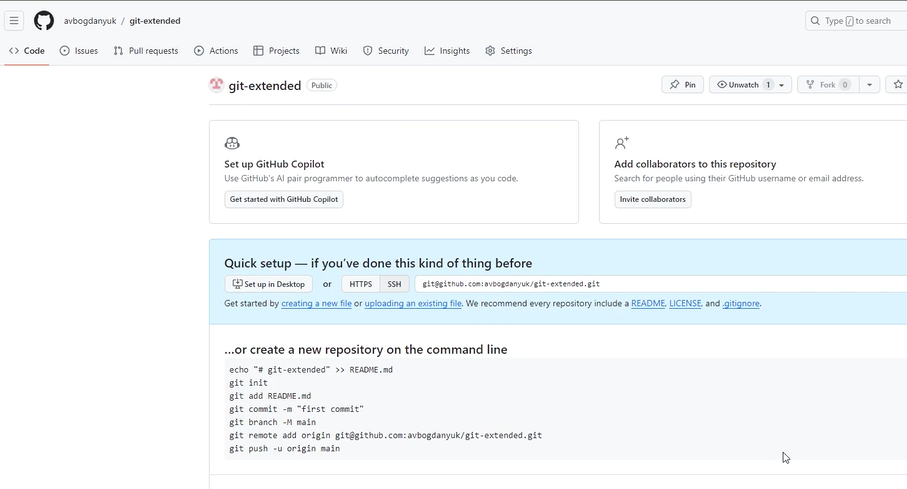 avbogdanyuk / git-extended
Type / to search
Code Issues Pull requests Actions Projects Wiki Security Insights Settings
git-extended Public
Pin Unwatch 1 Fork 0
Set up GitHub Copilot
Use GitHub's AI pair programmer to autocomplete suggestions as you code.
Get started with GitHub Copilot
Add collaborators to this repository
Search for people using their GitHub username or email address.
Invite collaborators
Quick setup — if you've done this kind of thing before
Set up in Desktop or HTTPS SSH git@github.com:avbogdanyuk/git-extended.git
Get started by creating a new file or uploading an existing file. We recommend every repository include a README, LICENSE, and .gitignore.
...or create a new repository on the command line
echo "# git-extended" >> README.md
git init
git add README.md
git commit -m "first commit"
git branch -M main
git remote add origin git@github.com:avbogdanyuk/git-extended.git
git push -u origin main